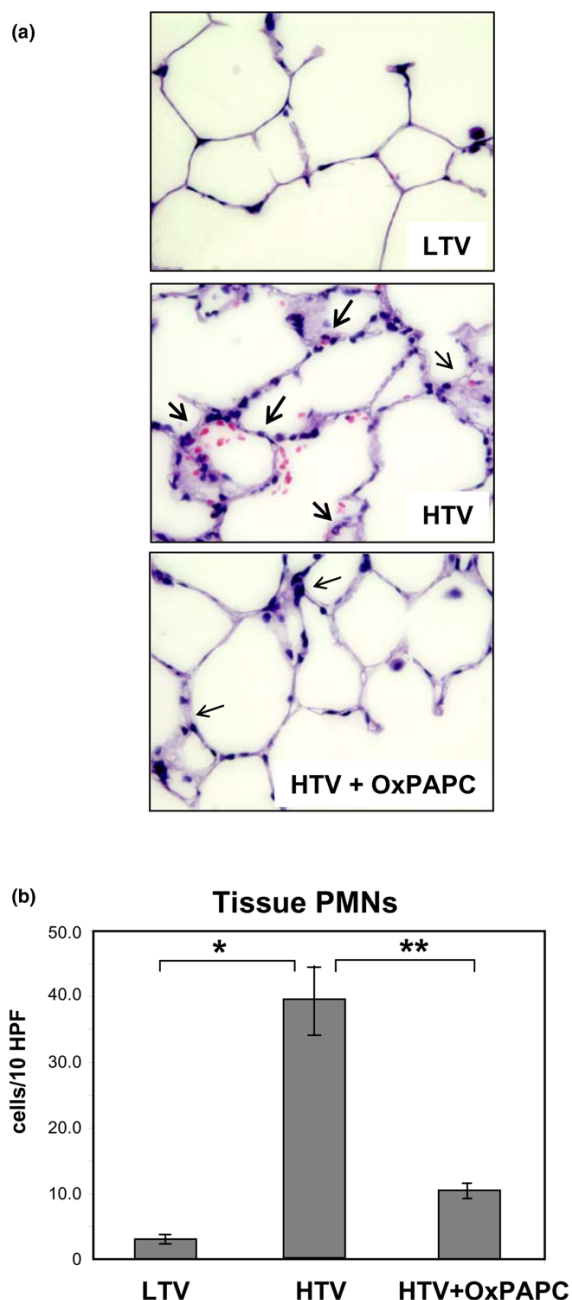 (a)
LTV
HTV
HTV + OxPAPC
(b)
Tissue PMNs
cells/10 HPF
50.0
40.0
30.0
20.0
10.0
0
*
**
LTV
HTV
HTV+OxPAPC